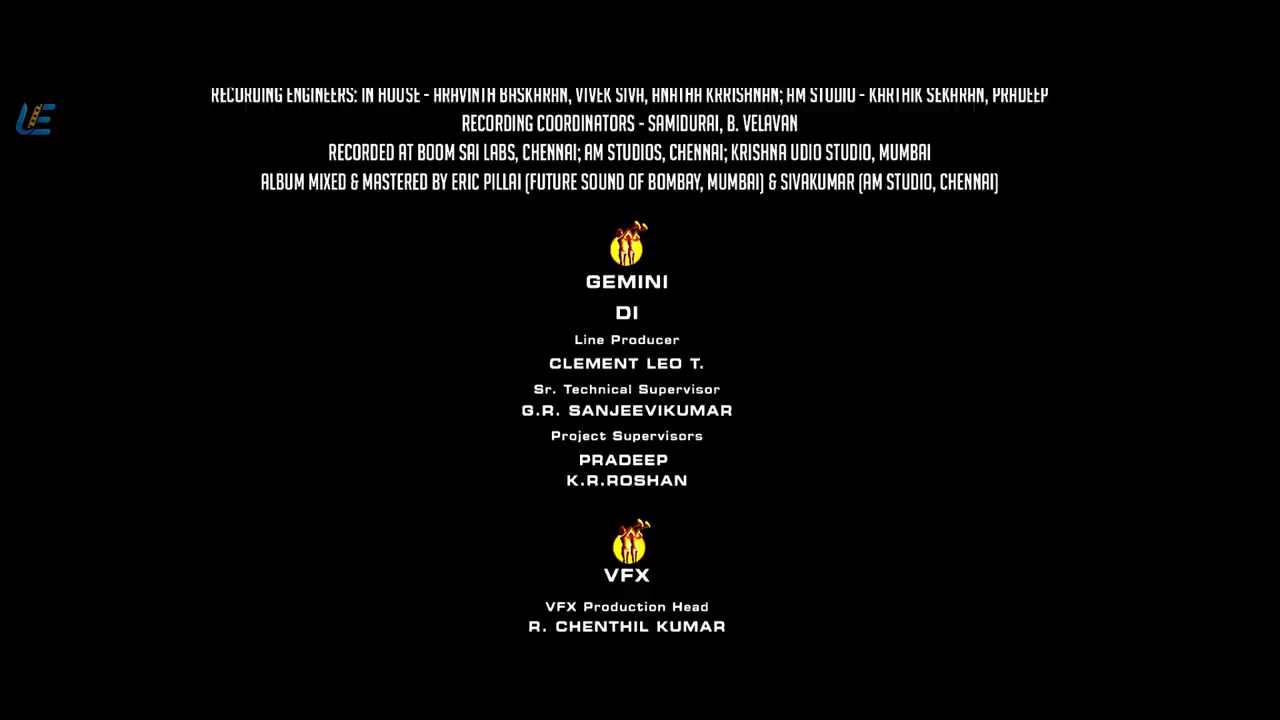 RECORDING ENGINEERS: IN HOUSE - ARAVINTH BASKARAN, VIVEK SIVA, ANATHA KRRISHNAN; AM STUDIO - KARTHIK SEKARAN, PRADEEP
UE
RECORDING COORDINATORS - SAMIDURAI, B. VELAVAN
RECORDED AT BOOM SAI LABS, CHENNAI; AM STUDIOS, CHENNAI; KRISHNA UDIO STUDIO, MUMBAI
ALBUM MIXED & MASTERED BY ERIC PILLAI (FUTURE SOUND OF BOMBAY, MUMBAI) & SIVAKUMAR (AM STUDIO, CHENNAI)
GEMINI
DI
Line Producer
CLEMENT LEO T.
Sr. Technical Supervisor
G.R. SANJEEVIKUMAR
Project Supervisors
PRADEEP
K.R.ROSHAN
VFX
VFX Production Head
R. CHENTHIL KUMAR